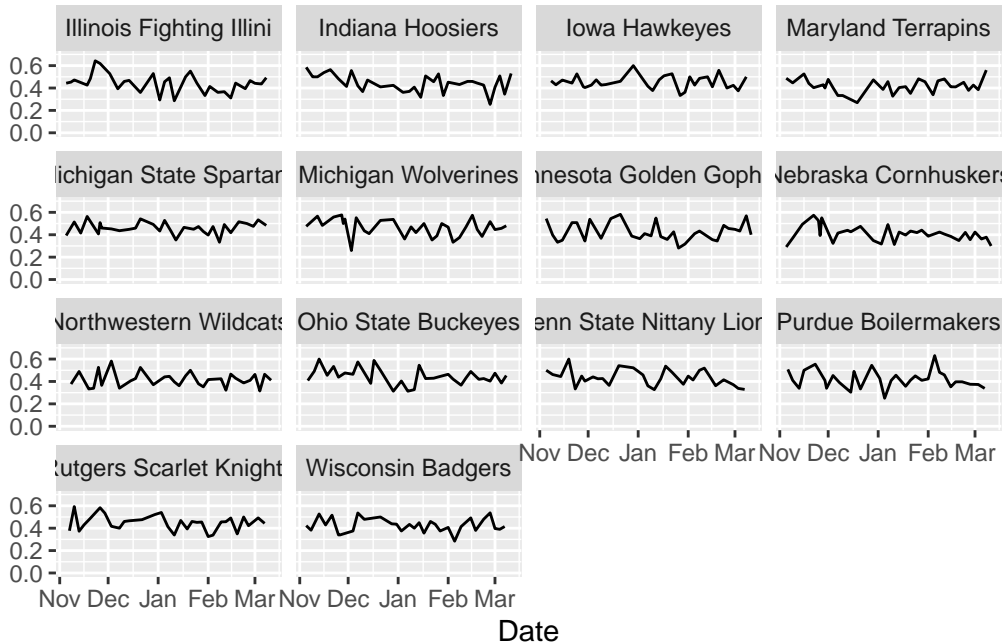 Illinois Fighting Illini Indiana Hoosiers Iowa Hawkeyes Maryland Terrapins
0.6
0.4
0.2
0.0
ichigan State Spartan Michigan Wolverines nnesota Golden Goph Nebraska Cornhuskers
0.6
0.4
0.2
0.0
Northwestern Wildcats Ohio State Buckeyes enn State Nittany Lion Purdue Boilermakers
0.6
0.4
0.2
0.0
Nov Dec Jan Feb Mar Nov Dec Jan Feb Mar
Rutgers Scarlet Knight Wisconsin Badgers
0.6
0.4
0.2
0.0
Nov Dec Jan Feb Mar Nov Dec Jan Feb Mar
Date